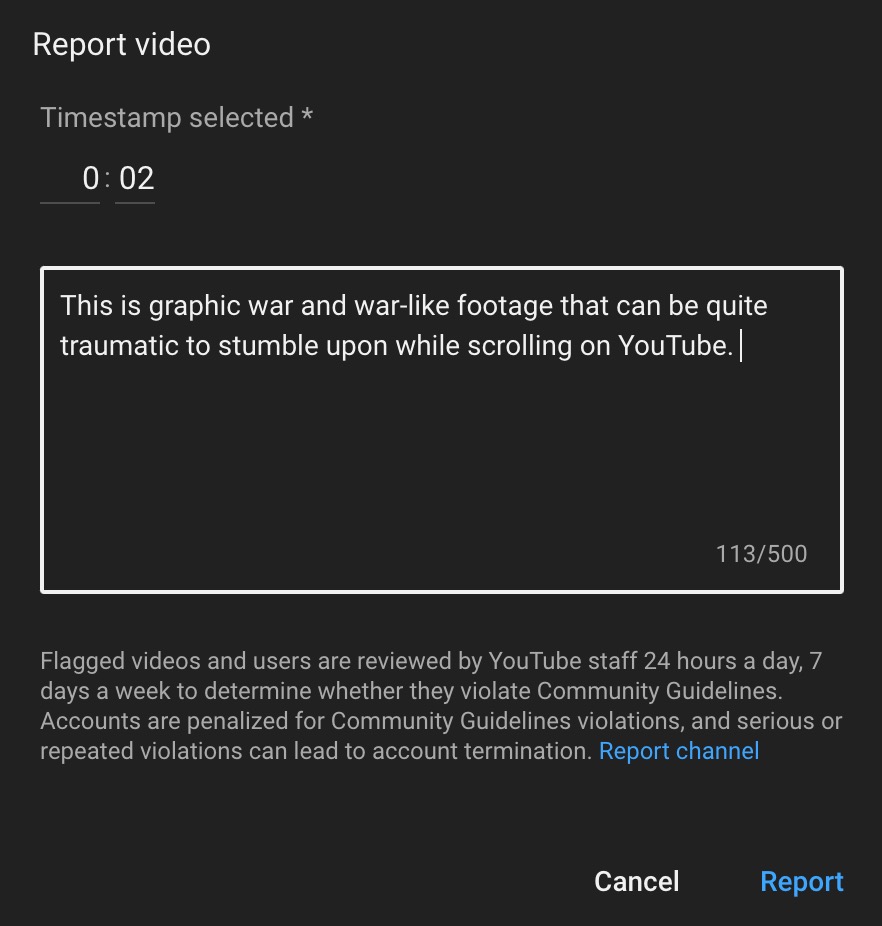 Report video
Timestamp selected *
0 : 02
This is graphic war and war-like footage that can be quite
traumatic to stumble upon while scrolling on YouTube.
113/500
Flagged videos and users are reviewed by YouTube staff 24 hours a day, 7
days a week to determine whether they violate Community Guidelines.
Accounts are penalized for Community Guidelines violations, and serious or
repeated violations can lead to account termination. Report channel
Cancel Report